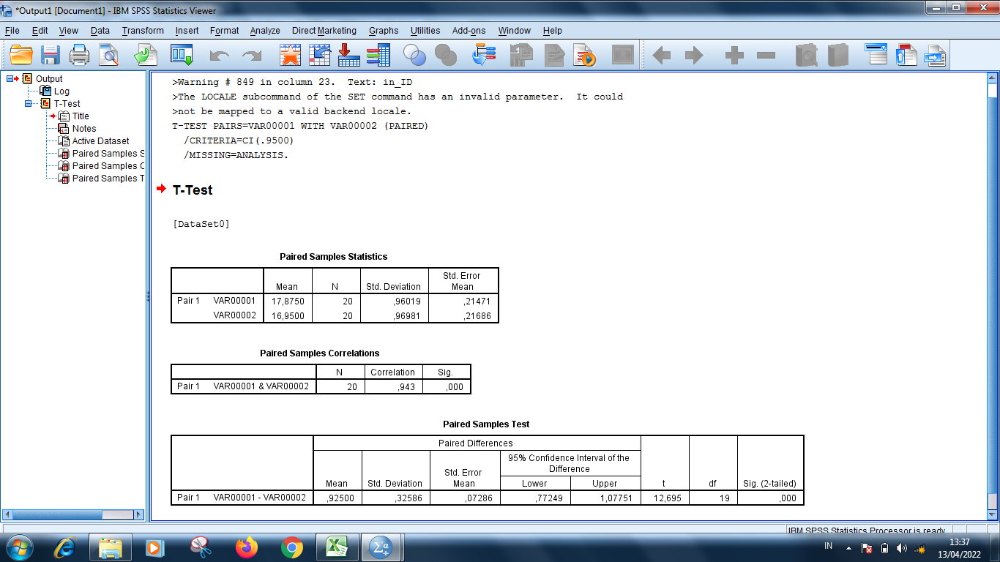 *Output1 [Document1] - IBM SPSS Statistics Viewer
File Edit View Data Transform Insert Format Analyze Direct Marketing Graphs Utilities Add-ons Window Help
Output
Log
T-Test
Title
Notes
Active Dataset
Paired Samples S
Paired Samples C
Paired Samples T
>Warning # 849 in column 23. Text: in_ID
>The LOCALE subcommand of the SET command has an invalid parameter. It could
>not be mapped to a valid backend locale.
T-TEST PAIRS=VAR00001 WITH VAR00002 (PAIRED)
/CRITERIA=CI(.9500)
/MISSING=ANALYSIS.
T-Test
[DataSet0]
Paired Samples Statistics
Std. Error
Mean N Std. Deviation Mean
Pair 1 VAR00001 17,8750 20 ,96019 ,21471
VAR00002 16,9500 20 ,96981 ,21686
Paired Samples Correlations
N Correlation Sig.
Pair 1 VAR00001 & VAR00002 20 ,943 ,000
Paired Samples Test
Paired Differences
95% Confidence Interval of the
Difference
Std. Error
Mean Std. Deviation Mean Lower Upper t df Sig. (2-tailed)
Pair 1 VAR00001 - VAR00002 ,92500 ,32586 ,07286 ,77249 1,07751 12,695 19 ,000
IBM SPSS Statistics Processor is ready
IN
13:37
13/04/2022